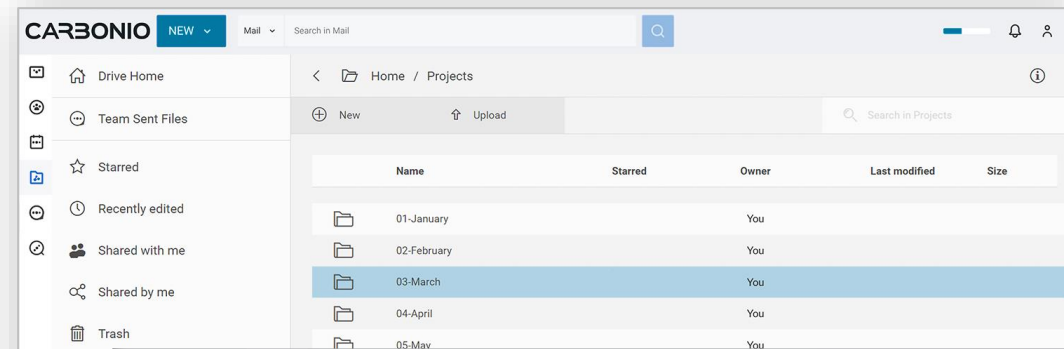 CARBONIO NEW Mail Search in Mail
Drive Home
Team Sent Files
Starred
Recently edited
Shared with me
Shared by me
Trash
Home / Projects
New Upload Search in Projects
Name Starred Owner Last modified Size
01-January You
02-February You
03-March You
04-April You
05-May You